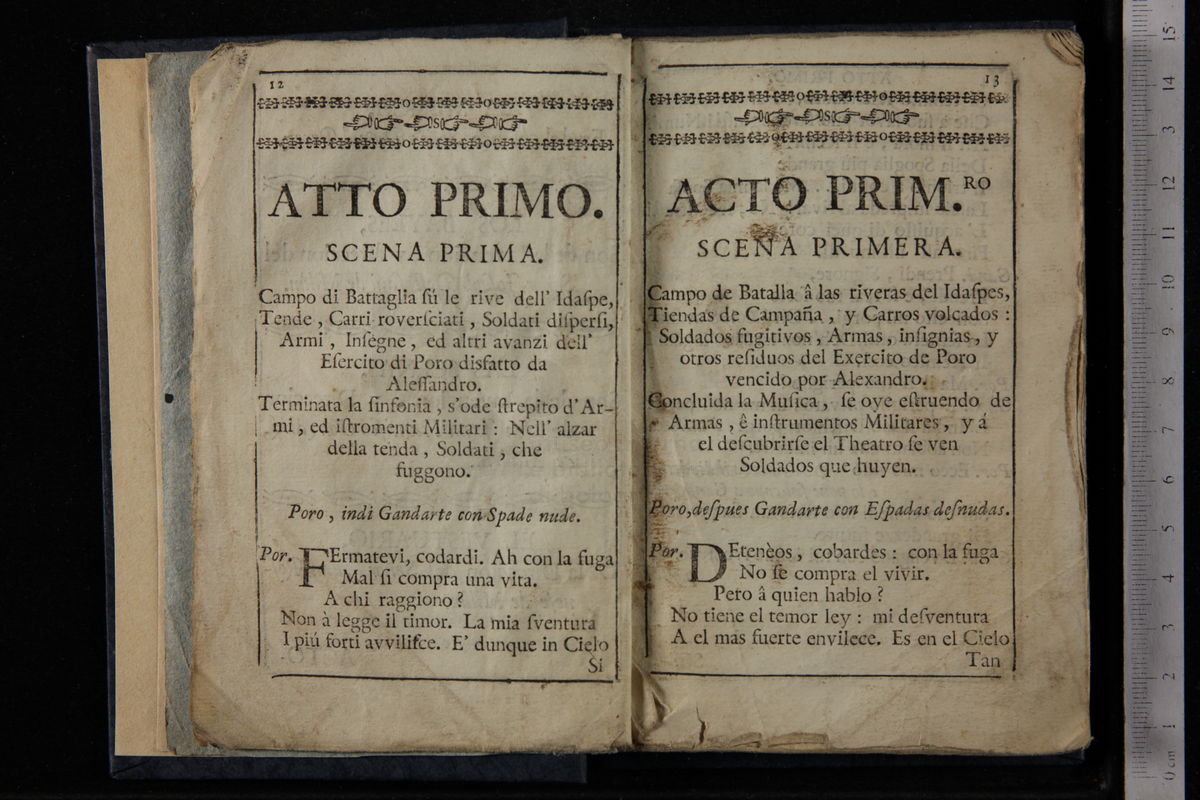 12
ATTO PRIMO.
SCENA PRIMA.
Campo di Battaglia ſú le rive dell' Idaſpe,
Tende , Carri roverſciati , Soldati diſperſi,
Armi , Inſegne , ed altri avanzi dell'
Eſercito di Poro disfatto da
Aleſſandro.
Terminata la ſinfonia , s'ode ſtrepito d'Ar-
mi , ed iſtromenti Militari : Nell' alzar
della tenda , Soldati , che
fuggono.
Poro , indi Gandarte con Spade nude.
Por. FErmatevi, codardi. Ah con la fuga
Mal ſi compra una vita.
A chi raggiono ?
Non à legge il timor. La mia ſventura
I piú forti avviliſce. E' dunque in Cielo
Si
13
ACTO PRIM.RO
SCENA PRIMERA.
Campo de Batalla â las riveras del Idaſpes,
Tiendas de Campaña , y Carros volcados :
Soldados fugitivos , Armas , inſignias , y
otros reſiduos del Exercito de Poro
vencido por Alexandro.
Concluida la Muſica , ſe oye eſtruendo de
Armas , ê inſtrumentos Militares , y á
el deſcubrirſe el Theatro ſe ven
Soldados que huyen.
Poro,deſpues Gandarte con Eſpadas deſnudas.
Por. DEtenèos , cobardes : con la fuga
No ſe compra el vivir.
Pero â quien hablo ?
No tiene el temor ley : mi deſventura
A el mas fuerte envilece. Es en el Cielo
Tan